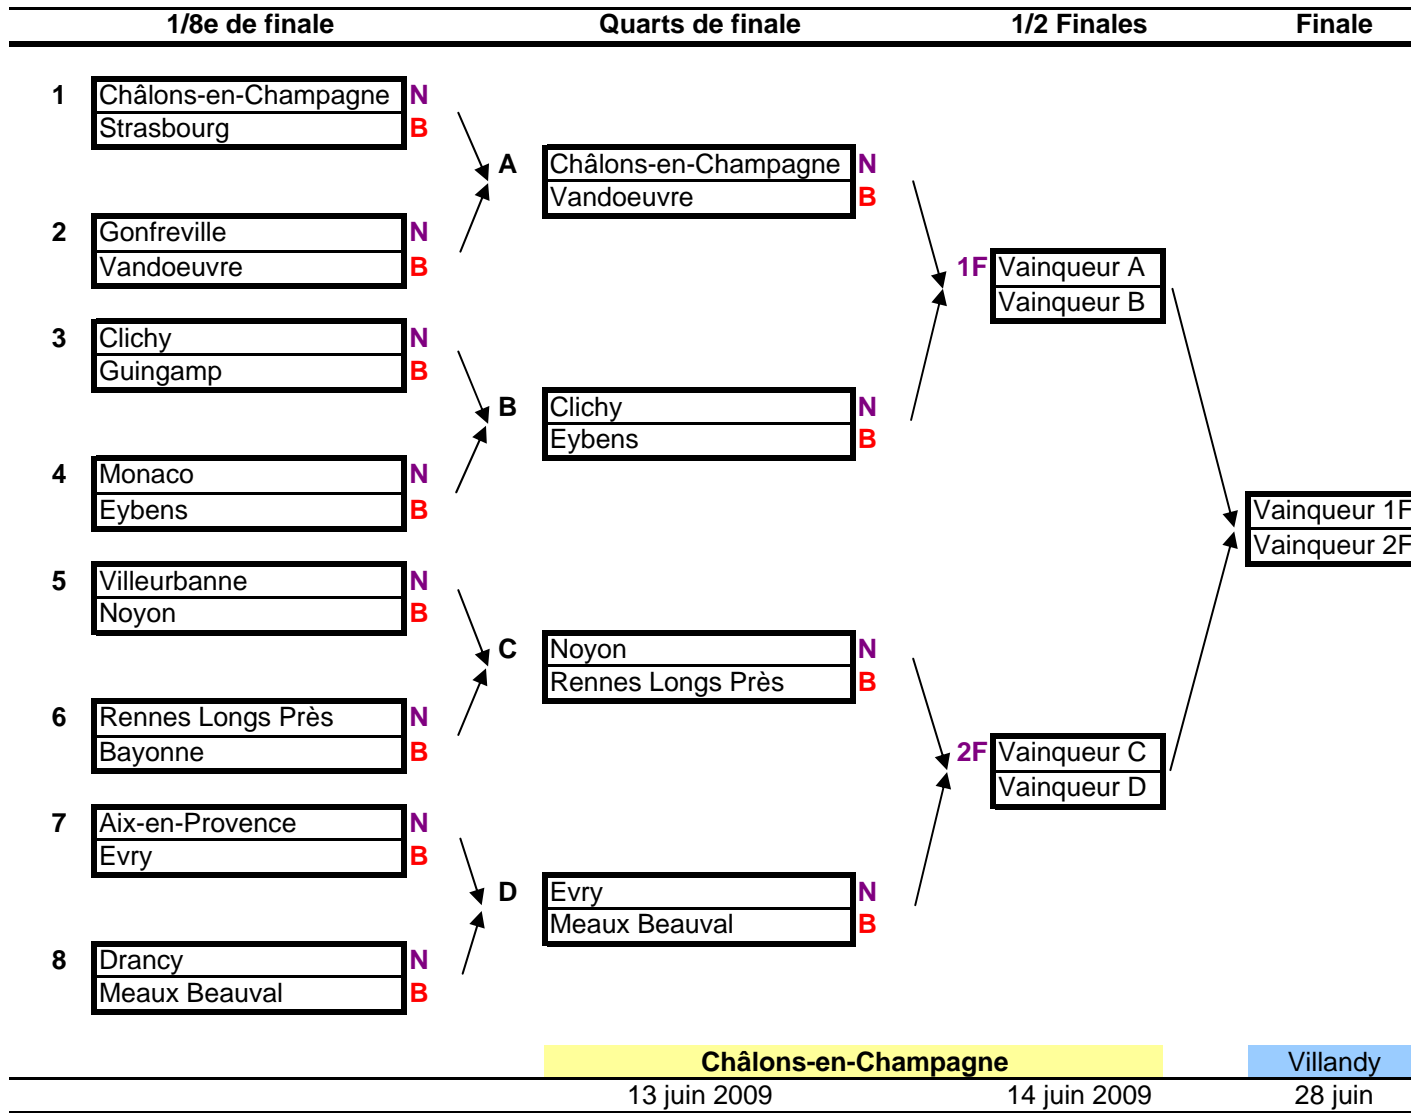 1/8e de finale Quarts de finale 1/2 Finales Finale
1 Châlons-en-Champagne N
Strasbourg B
A Châlons-en-Champagne N
Vandoeuvre B
2 Gonfreville N
Vandoeuvre B
1F Vainqueur A
Vainqueur B
3 Clichy N
Guingamp B
B Clichy N
Eybens B
4 Monaco N
Eybens B
Vainqueur 1F
Vainqueur 2F
5 Villeurbanne N
Noyon B
C Noyon N
Rennes Longs Près B
6 Rennes Longs Près N
Bayonne B
2F Vainqueur C
Vainqueur D
7 Aix-en-Provence N
Evry B
D Evry N
Meaux Beauval B
8 Drancy N
Meaux Beauval B
Châlons-en-Champagne Villandy
13 juin 2009 14 juin 2009 28 juin